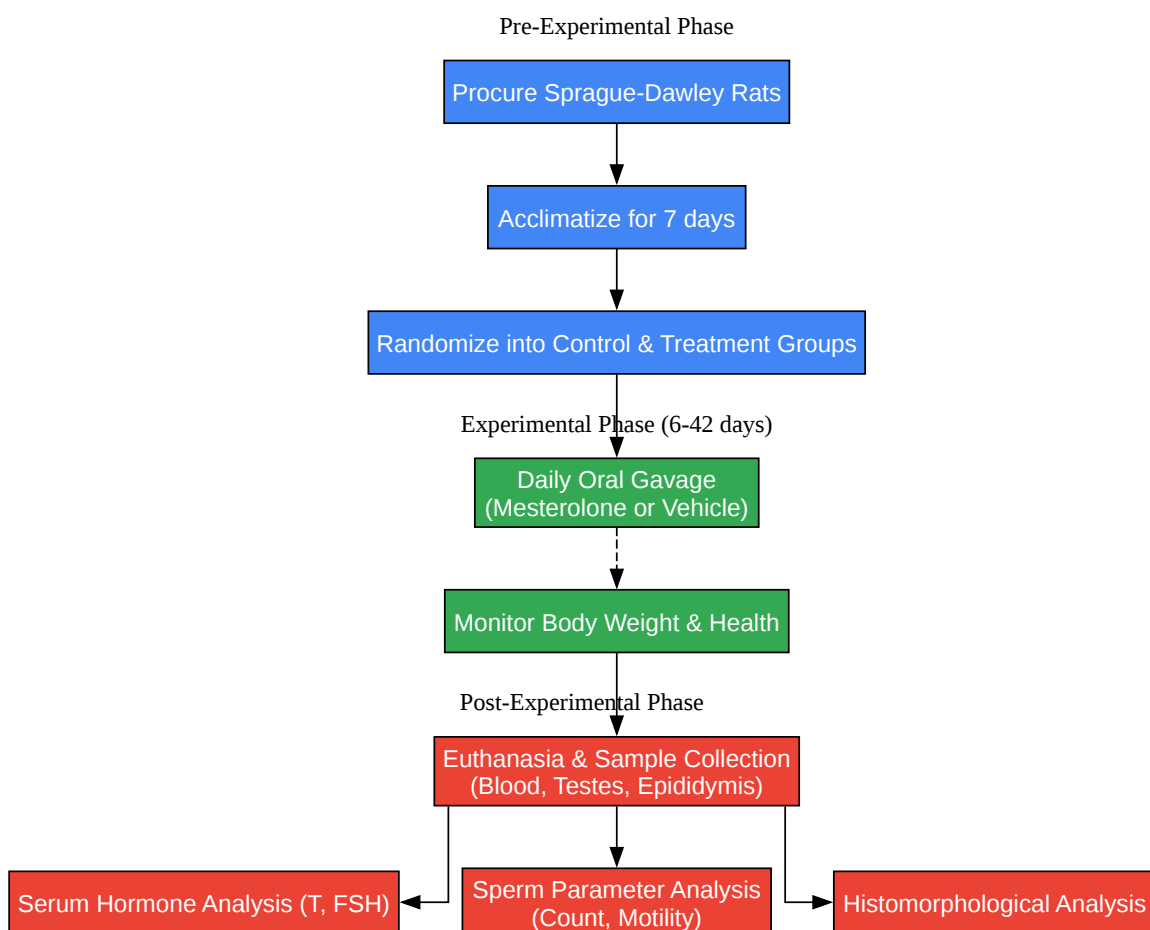 Pre-Experimental Phase
Procure Sprague-Dawley Rats
Acclimatize for 7 days
Randomize into Control & Treatment Groups
Experimental Phase (6-42 days)
Daily Oral Gavage
(Mesterolone or Vehicle)
Monitor Body Weight & Health
Post-Experimental Phase
Euthanasia & Sample Collection
(Blood, Testes, Epididymis)
Serum Hormone Analysis (T, FSH)
Sperm Parameter Analysis
(Count, Motility)
Histomorphological Analysis